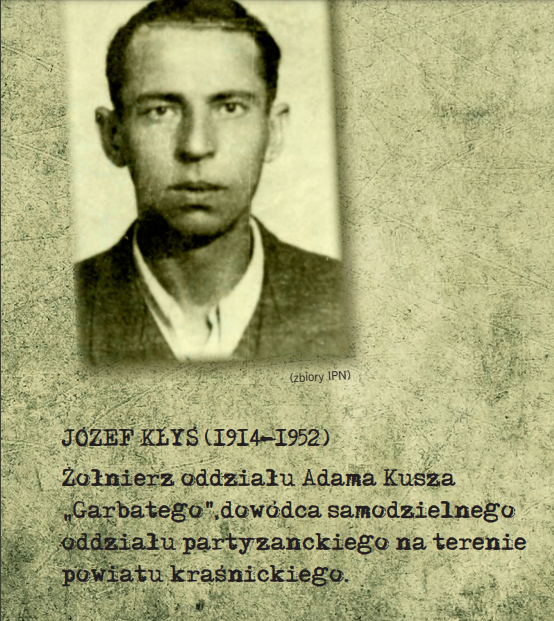 (zbiory IPN)
JÓZEF KŁYŚ (1914–1952)
Żołnierz oddziału Adama Kusza
„Garbatego”,dowódca samodzielnego
oddziału partyzanckiego na terenie
powiatu kraśnickiego.